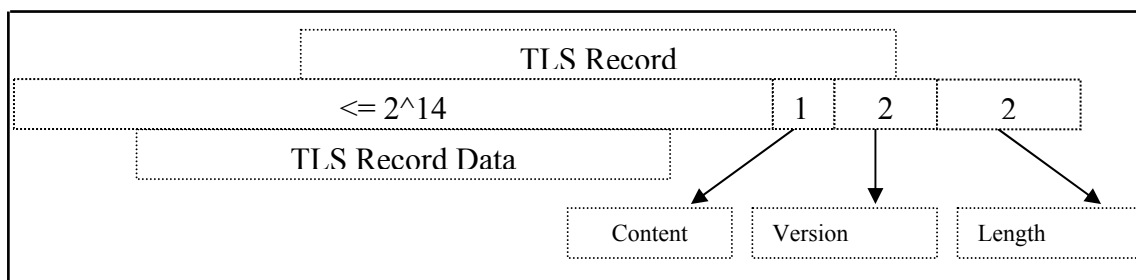 TLS Record
<= 2^14 1 2 2
TLS Record Data
Content Version Length